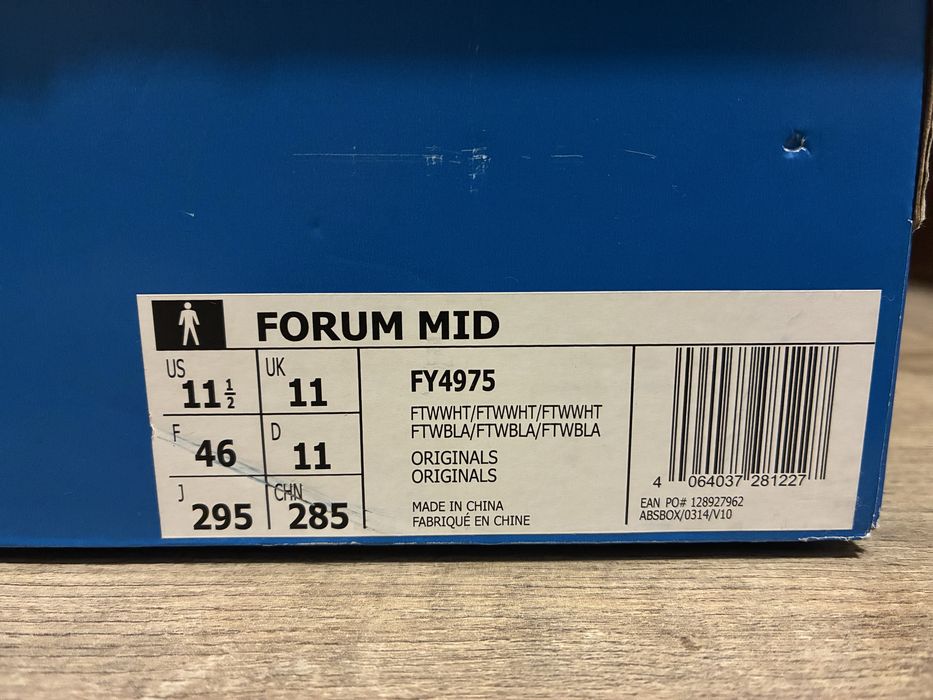 FORUM MID
US 11 1/2
UK 11
F 46
D 11
J 295
CHN 285
FY4975
FTWWHT/FTWWHT/FTWWHT
FTWBLA/FTWBLA/FTWBLA
ORIGINALS
ORIGINALS
MADE IN CHINA
FABRIQUÉ EN CHINE
4 064037 281227
EAN PO# 128927962
ABSBOX/0314/V10